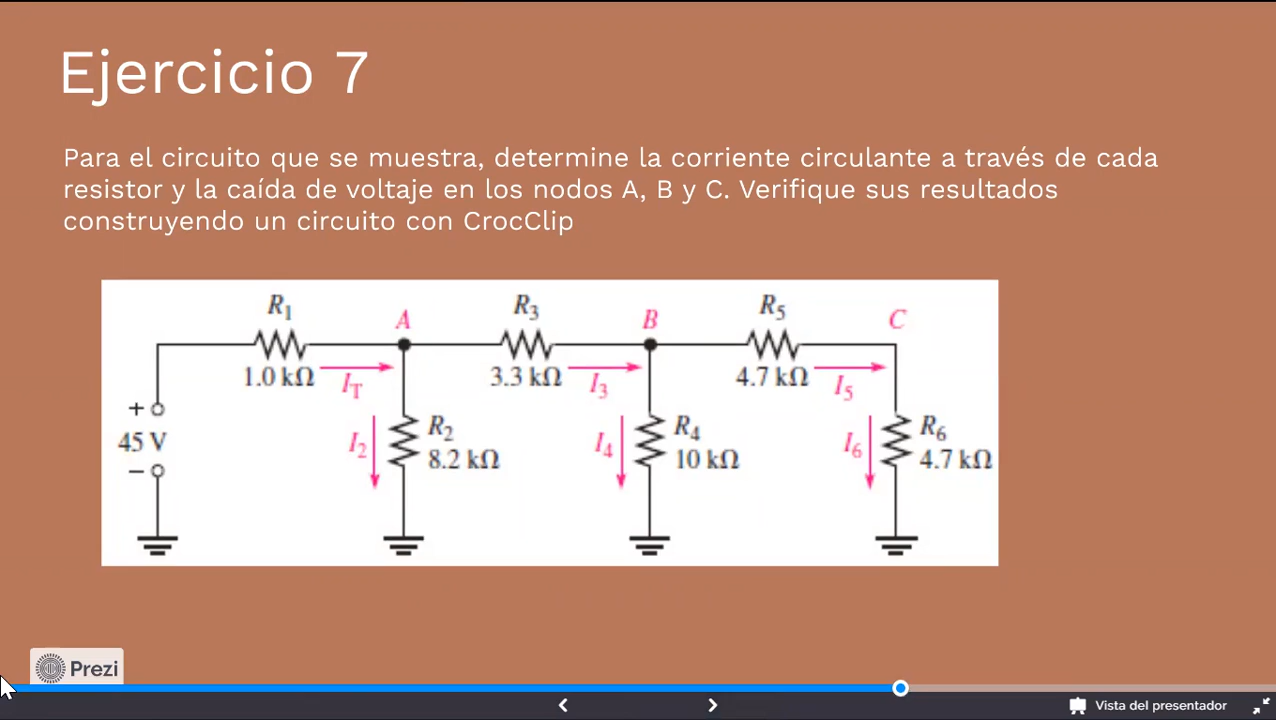 Ejercicio 7
Para el circuito que se muestra, determine la corriente circulante a través de cada
resistor y la caída de voltaje en los nodos A, B y C. Verifique sus resultados
construyendo un circuito con CrocClip
R1 A R3 B R5 C
1.0 kΩ IT 3.3 kΩ I3 4.7 kΩ I5
+
45 V
−
I2 R2
8.2 kΩ
I4 R4
10 kΩ
I6 R6
4.7 kΩ
Prezi
Vista del presentador